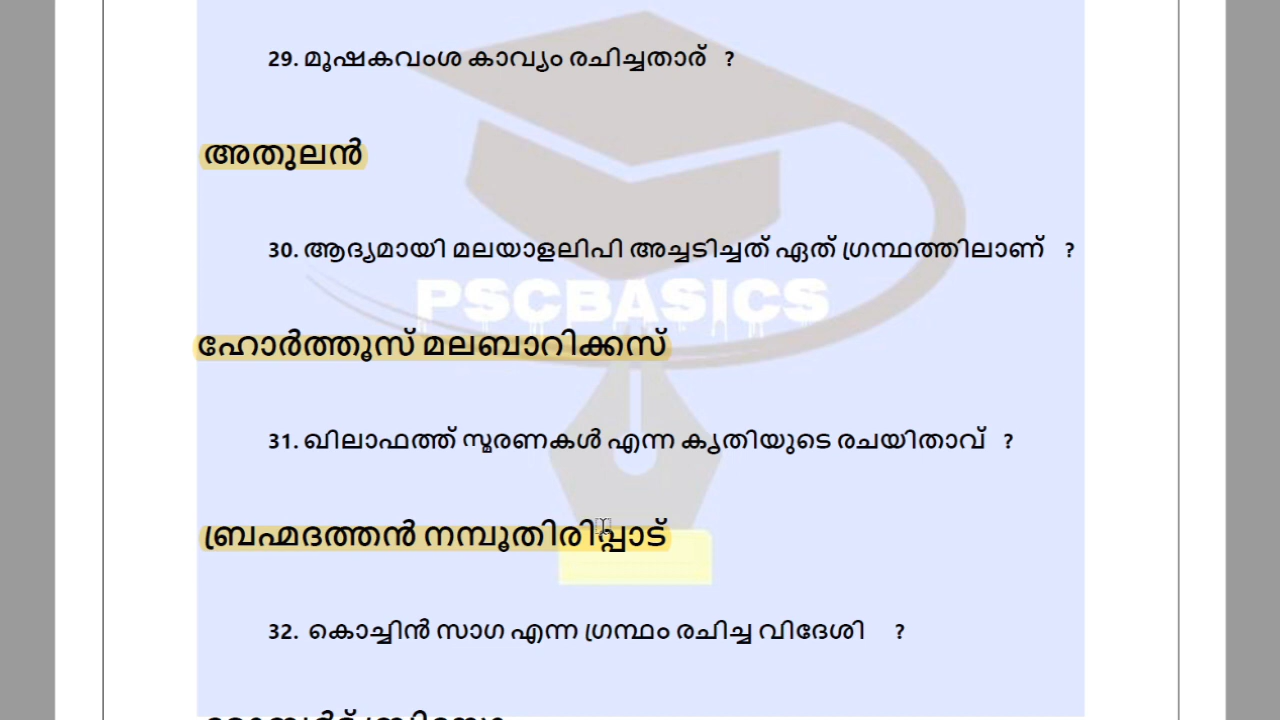 29. മൂഷകവംശ കാവ്യം രചിച്ചതാര് ?
അതുലൻ
30. ആദ്യമായി മലയാളലിപി അച്ചടിച്ചത് ഏത് ഗ്രന്ഥത്തിലാണ് ?
PSCBASICS
ഹോർത്തൂസ് മലബാറിക്കസ്
31. ഖിലാഫത്ത് സ്മരണകൾ എന്ന കൃതിയുടെ രചയിതാവ് ?
ബ്രഹ്മദത്തൻ നമ്പൂതിരിപ്പാട്
32. കൊച്ചിൻ സാഗ എന്ന ഗ്രന്ഥം രചിച്ച വിദേശി ?